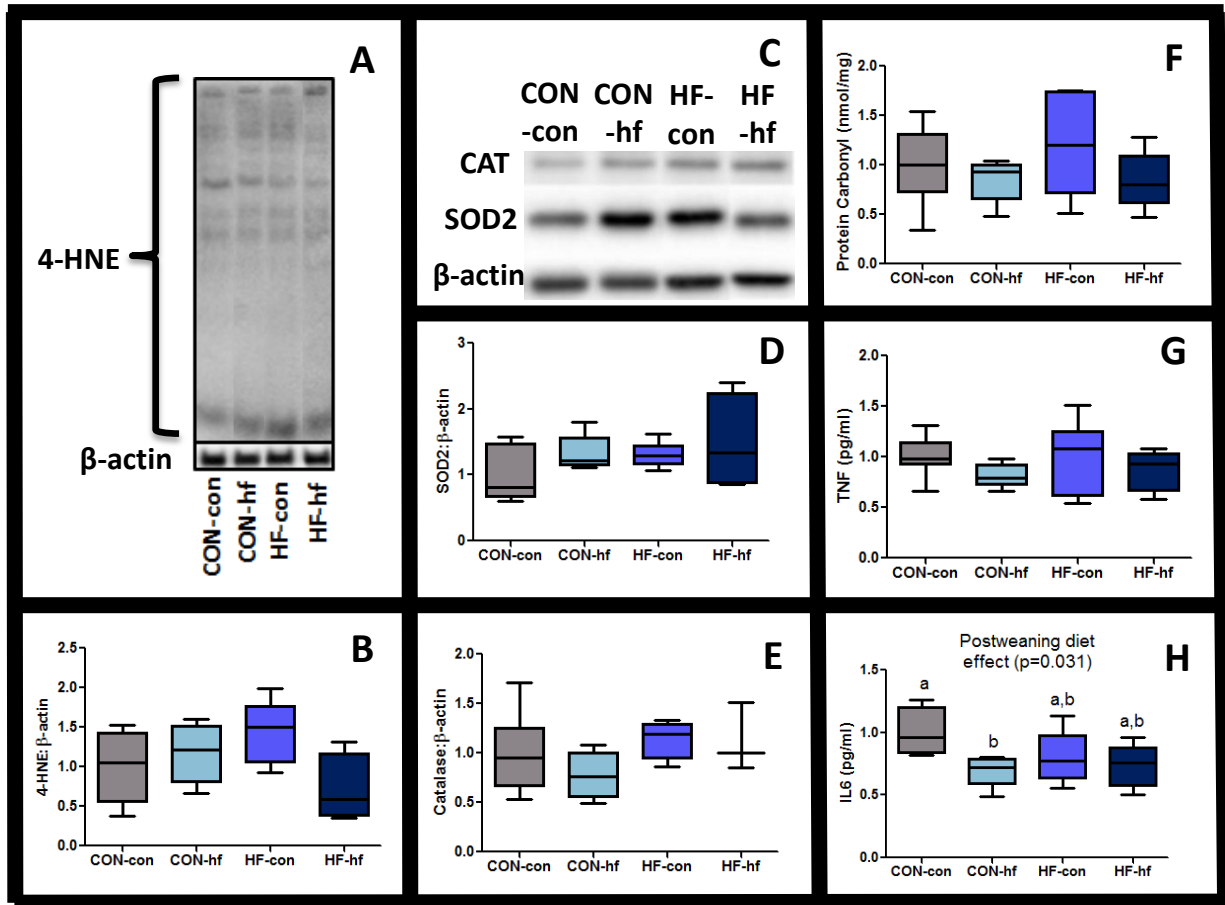 A
4-HNE
β-actin
CON-con
CON-hf
HF-con
HF-hf
B
4-HNE:β-actin
2.5
2.0
1.5
1.0
0.5
0.0
CON-con CON-hf HF-con HF-hf
C
CON CON HF- HF
-con -hf con -hf
CAT
SOD2
β-actin
D
SOD2:β-actin
3
2
1
0
CON-con CON-hf HF-con HF-hf
E
Catalase:β-actin
2.0
1.5
1.0
0.5
0.0
CON-con CON-hf HF-con HF-hf
F
Protein Carbonyl (nmol/mg)
2.0
1.5
1.0
0.5
0.0
CON-con CON-hf HF-con HF-hf
G
TNF (pg/ml)
2.0
1.5
1.0
0.5
0.0
CON-con CON-hf HF-con HF-hf
H
Postweaning diet
effect (p=0.031)
IL6 (pg/ml)
1.5
1.0
0.5
0.0
a
b
a,b
a,b
CON-con CON-hf HF-con HF-hf